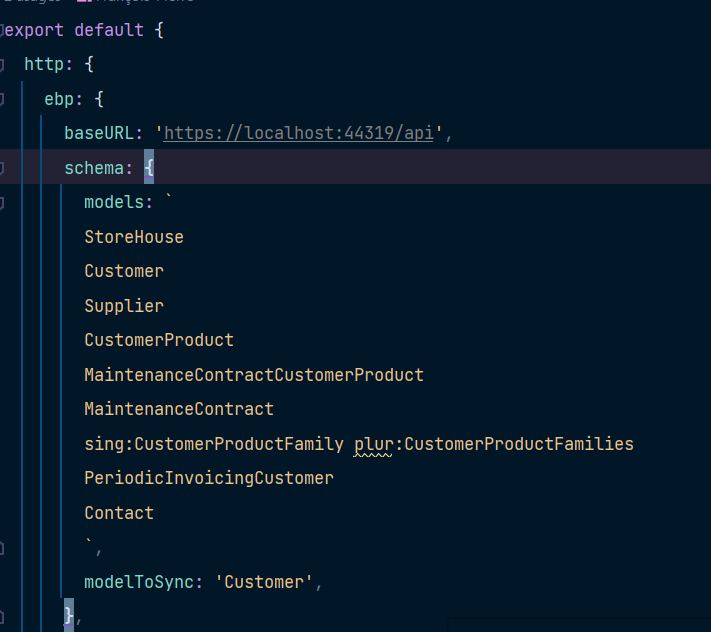 export default {
http: {
ebp: {
baseURL: 'https://localhost:44319/api',
schema: {
models: `
StoreHouse
Customer
Supplier
CustomerProduct
MaintenanceContractCustomerProduct
MaintenanceContract
sing:CustomerProductFamily plur:CustomerProductFamilies
PeriodicInvoicingCustomer
Contact
`,
modelToSync: 'Customer',
},